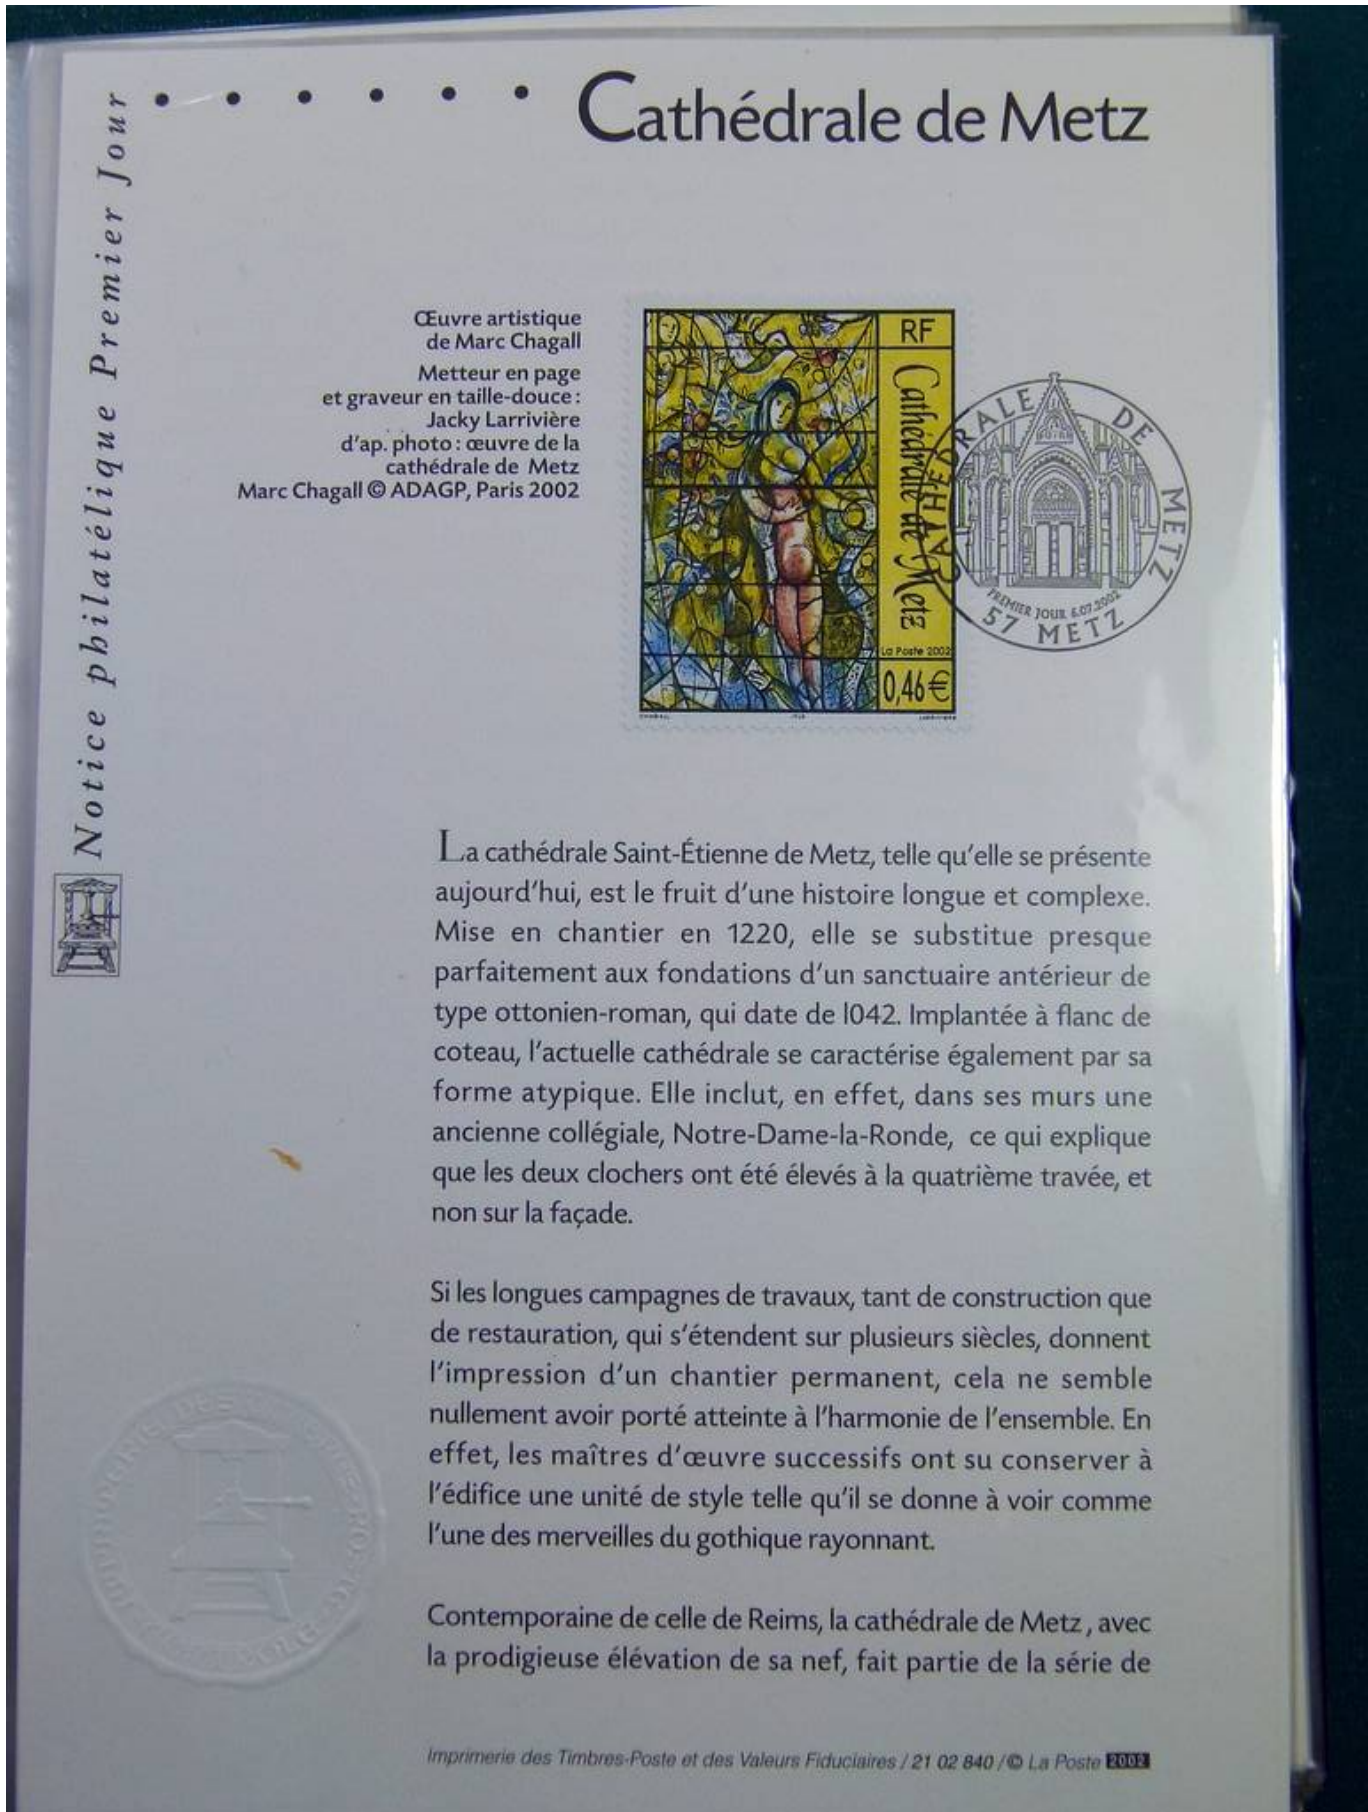 Cathédrale de Metz
Notice philatélique Premier Jour
Œuvre artistique
de Marc Chagall
Metteur en page
et graveur en taille-douce :
Jacky Larrivière
d'ap. photo : œuvre de la
cathédrale de Metz
Marc Chagall © ADAGP, Paris 2002
RF
Cathédrale de Metz
La Poste 2002
0,46€
CATHEDRALE DE METZ
PREMIER JOUR 6.07.2002
57 METZ
La cathédrale Saint-Étienne de Metz, telle qu'elle se présente
aujourd'hui, est le fruit d'une histoire longue et complexe.
Mise en chantier en 1220, elle se substitue presque
parfaitement aux fondations d'un sanctuaire antérieur de
type ottonien-roman, qui date de l042. Implantée à flanc de
coteau, l'actuelle cathédrale se caractérise également par sa
forme atypique. Elle inclut, en effet, dans ses murs une
ancienne collégiale, Notre-Dame-la-Ronde, ce qui explique
que les deux clochers ont été élevés à la quatrième travée, et
non sur la façade.
Si les longues campagnes de travaux, tant de construction que
de restauration, qui s'étendent sur plusieurs siècles, donnent
l'impression d'un chantier permanent, cela ne semble
nullement avoir porté atteinte à l'harmonie de l'ensemble. En
effet, les maîtres d'œuvre successifs ont su conserver à
l'édifice une unité de style telle qu'il se donne à voir comme
l'une des merveilles du gothique rayonnant.
Contemporaine de celle de Reims, la cathédrale de Metz, avec
la prodigieuse élévation de sa nef, fait partie de la série de
Imprimerie des Timbres-Poste et des Valeurs Fiduciaires / 21 02 840 / © La Poste 2002